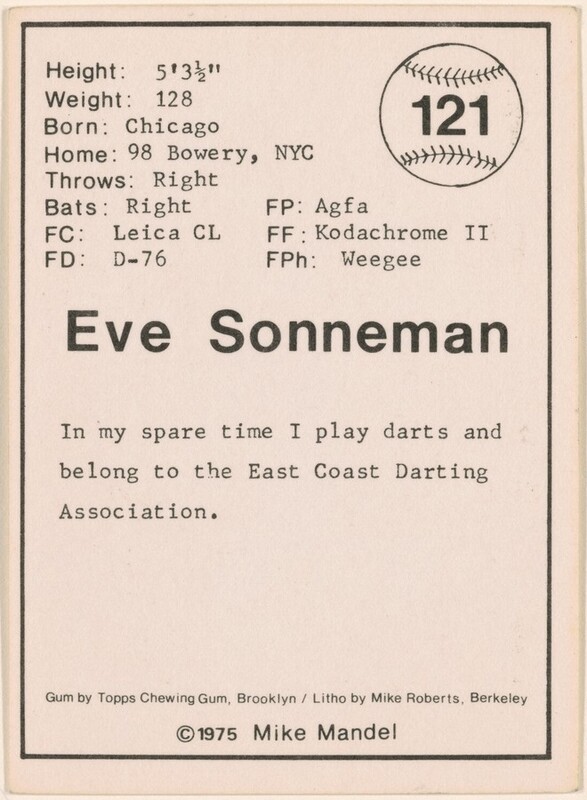 Height: 5'3½"
121
Weight: 128
Born: Chicago
Home: 98 Bowery, NYC
Throws: Right
Bats: Right FP: Agfa
FC: Leica CL FF: Kodachrome II
FD: D-76 FPh: Weegee
Eve Sonneman
In my spare time I play darts and
belong to the East Coast Darting
Association.
Gum by Topps Chewing Gum, Brooklyn / Litho by Mike Roberts, Berkeley
©1975 Mike Mandel